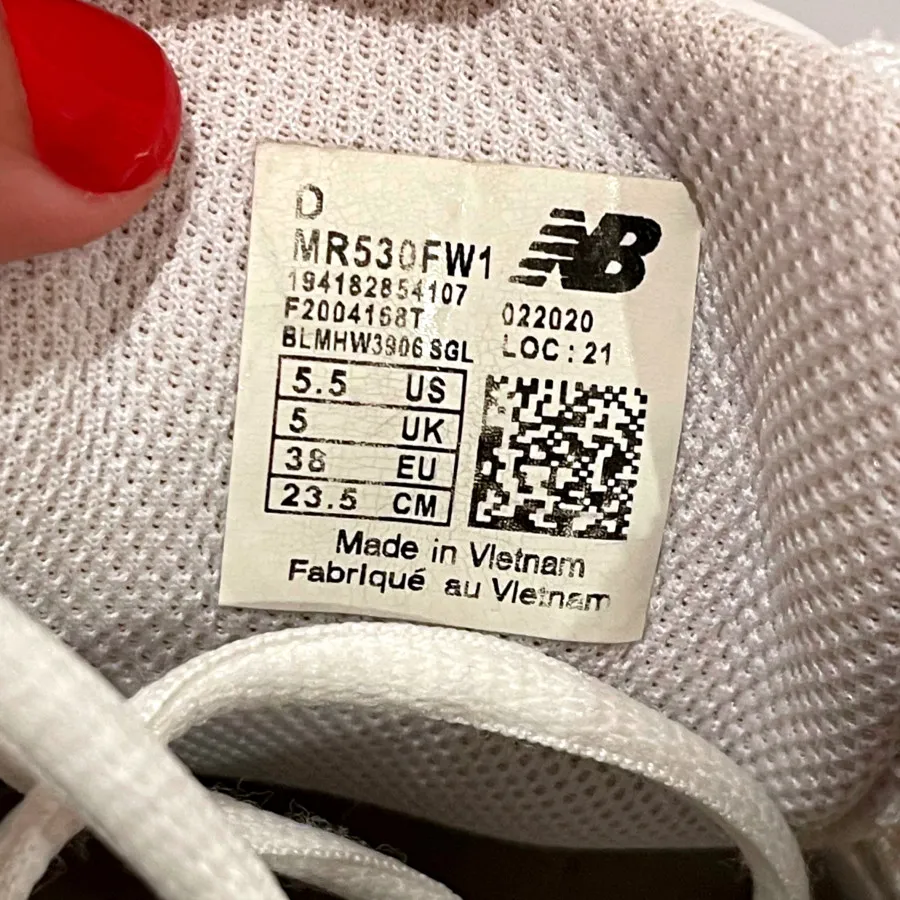 D
NB
MR530FW1
194182854107
F2004168T
022020
BLMHW3906 SGL
LOC : 21
5.5 US
5 UK
38 EU
23.5 CM
Made in Vietnam
Fabriqué au Vietnam